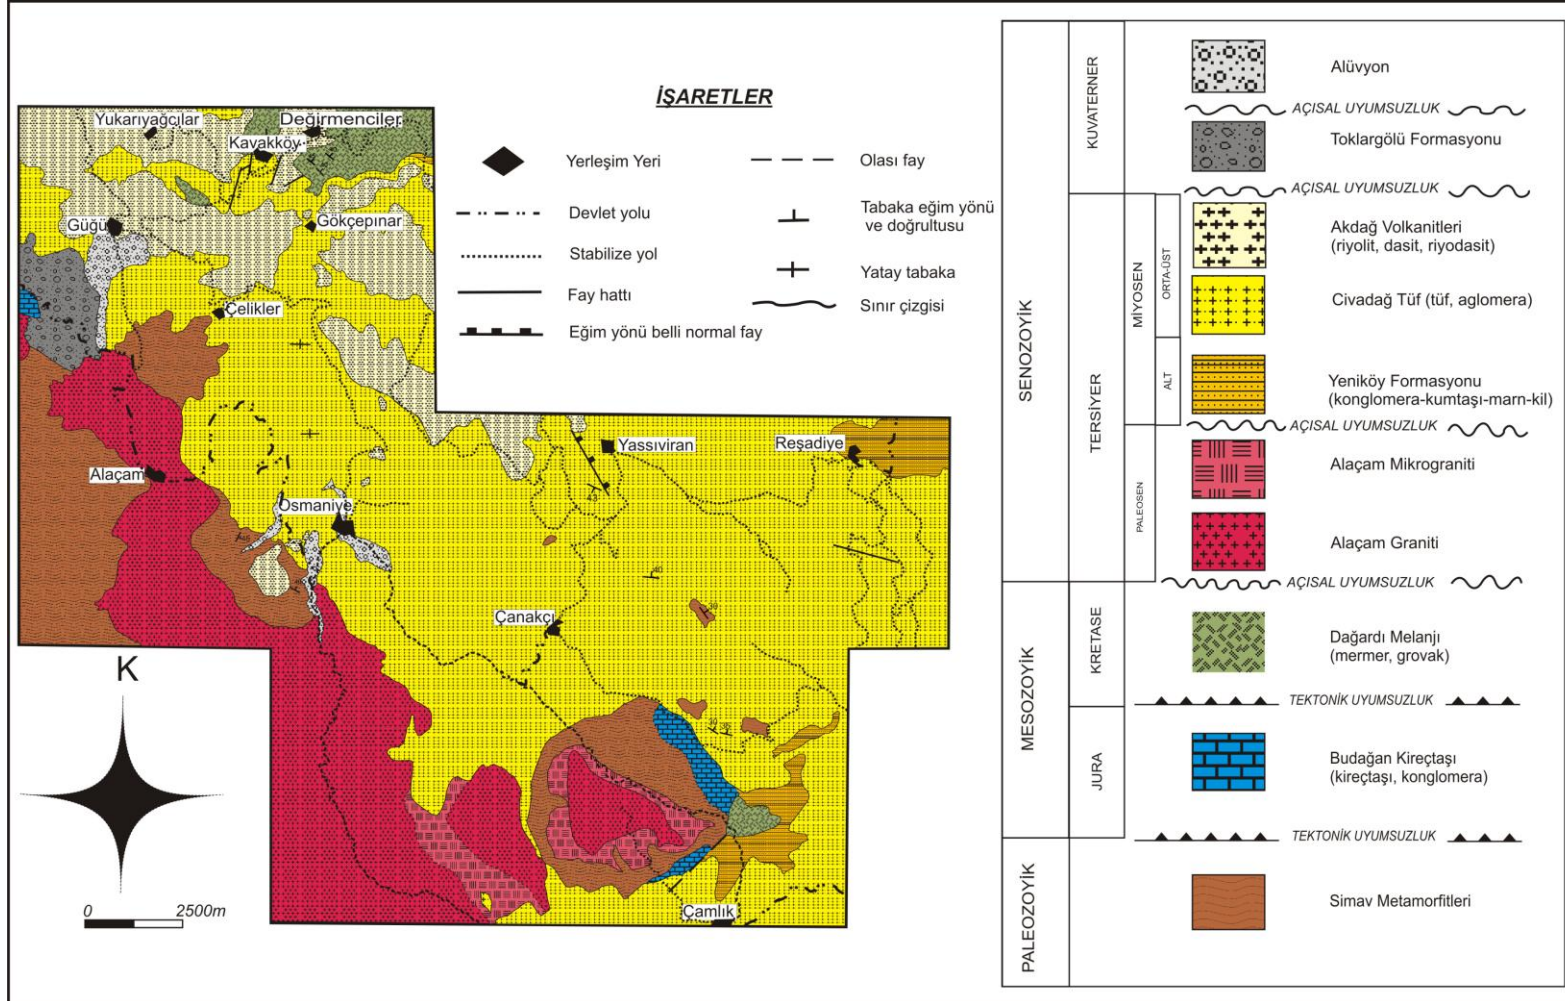 İŞARETLER
Yerleşim Yeri
Devlet yolu
Stabilize yol
Fay hattı
Eğim yönü belli normal fay
Olası fay
Tabaka eğim yönü
ve doğrultusu
Yatay tabaka
Sınır çizgisi
Yukarıyağcılar
Değirmenciler
Kavakköy
Güğü
Gökçepınar
Çelikler
Yassıviran
Reşadiye
Alaçam
43
Osmaniye
40
Çanakçı
30
Çamlık
K
0 2500m
SENOZOYİK
MESOZOYİK
PALEOZOYİK
KUVATERNER
TERSİYER
KRETASE
JURA
MİYOSEN
PALEOSEN
ORTA-ÜST
ALT
Alüvyon
AÇISAL UYUMSUZLUK
Toklargölü Formasyonu
AÇISAL UYUMSUZLUK
Akdağ Volkanitleri
(riyolit, dasit, riyodasit)
Civadağ Tüf (tüf, aglomera)
Yeniköy Formasyonu
(konglomera-kumtaşı-marn-kil)
AÇISAL UYUMSUZLUK
Alaçam Mikrograniti
Alaçam Graniti
AÇISAL UYUMSUZLUK
Dağardı Melanjı
(mermer, grovak)
TEKTONİK UYUMSUZLUK
Budağan Kireçtaşı
(kireçtaşı, konglomera)
TEKTONİK UYUMSUZLUK
Simav Metamorfitleri